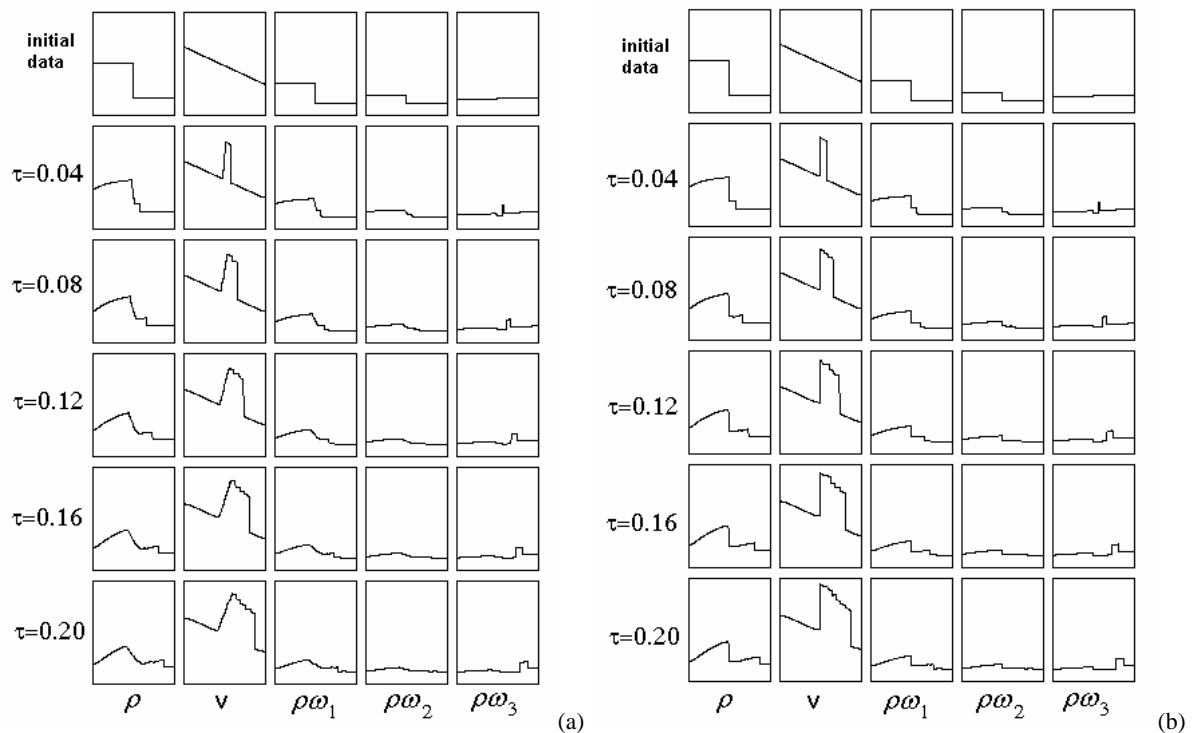 initial
data
τ=0.04
τ=0.08
τ=0.12
τ=0.16
τ=0.20
ρ v ρω₁ ρω₂ ρω₃ (a)
initial
data
τ=0.04
τ=0.08
τ=0.12
τ=0.16
τ=0.20
ρ v ρω₁ ρω₂ ρω₃ (b)